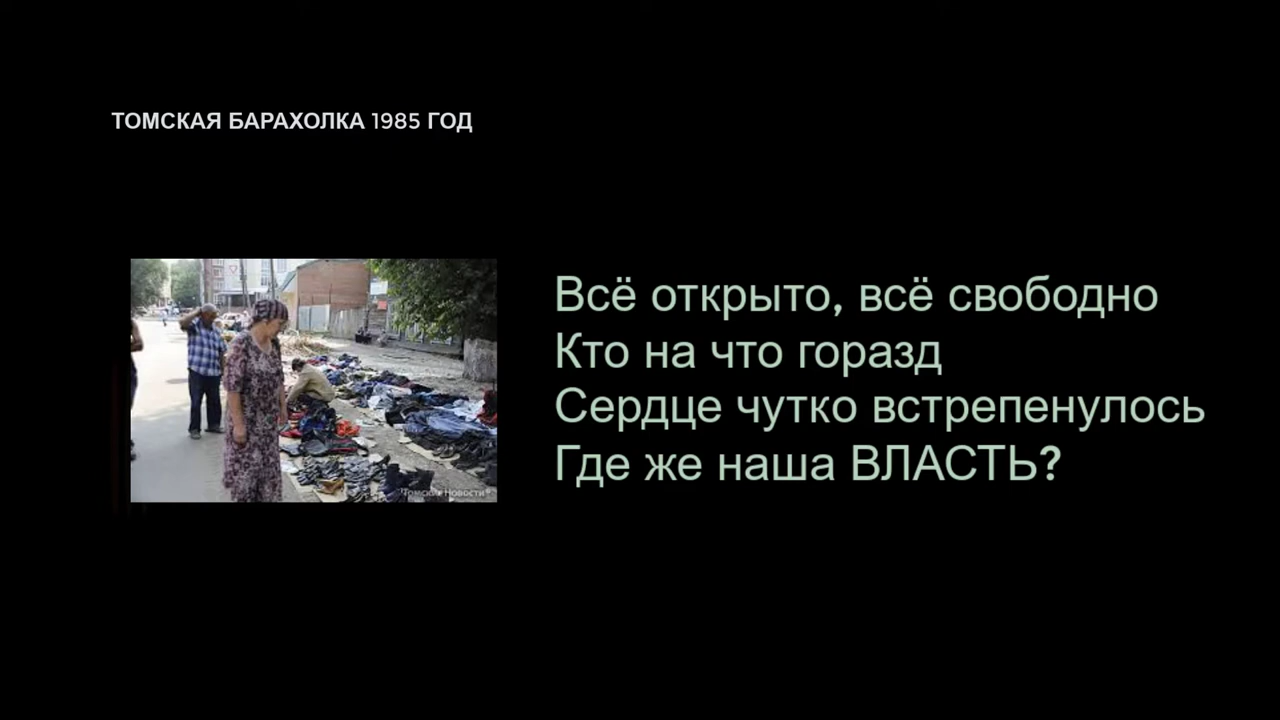 ТОМСКАЯ БАРАХОЛКА 1985 ГОД
Всё открыто, всё свободно
Кто на что горазд
Сердце чутко встрепенулось
Где же наша ВЛАСТЬ?
"Томские Новости"